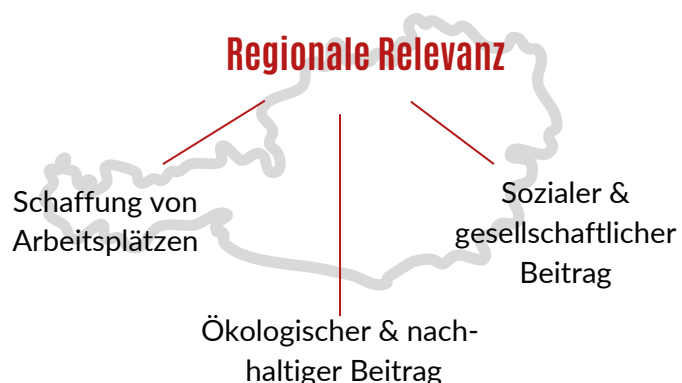 Regionale Relevanz
Schaffung von
Arbeitsplätzen
Sozialer &
gesellschaftlicher
Beitrag
Ökologischer & nach-
haltiger Beitrag